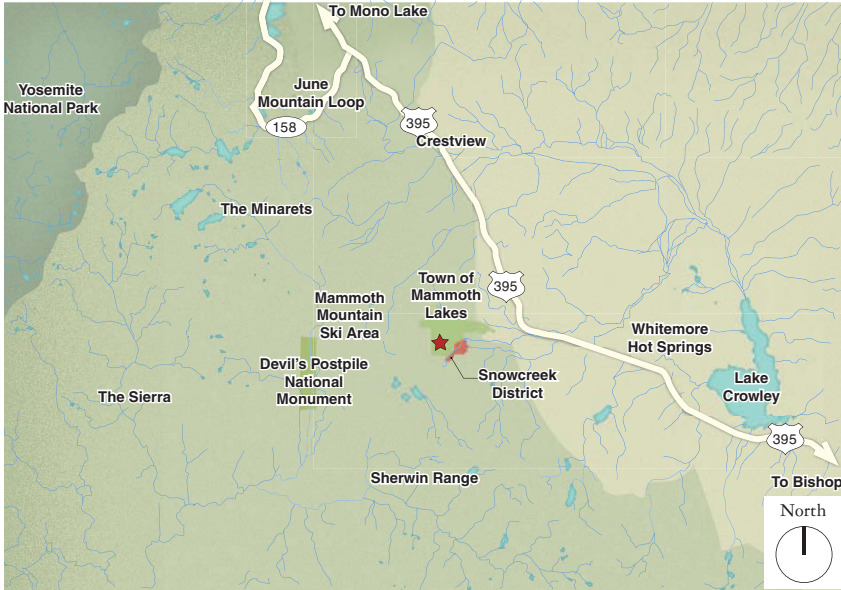 To Mono Lake
Yosemite
National Park
June
Mountain Loop
158
395
Crestview
The Minarets
Town of
Mammoth
Lakes
395
Mammoth
Mountain
Ski Area
Whitemore
Hot Springs
Devil's Postpile
National
Monument
Snowcreek
District
Lake
Crowley
The Sierra
395
Sherwin Range
To Bishop
North